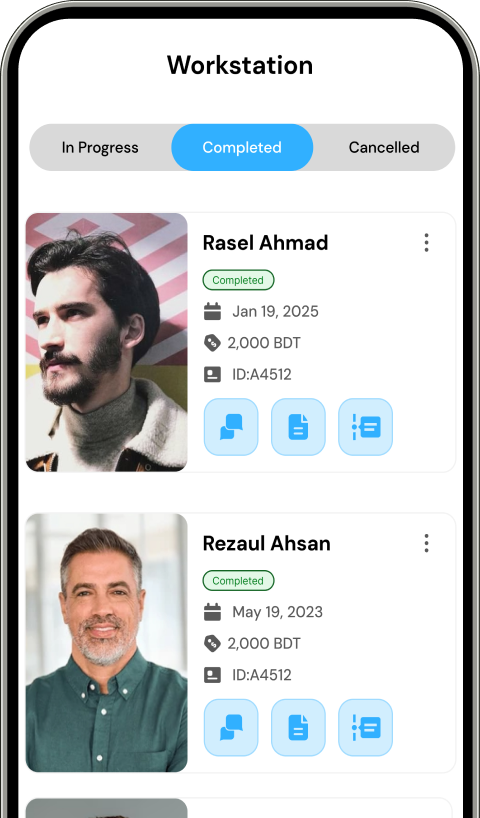 Workstation
In Progress Completed Cancelled
Rasel Ahmad
Completed
Jan 19, 2025
2,000 BDT
ID:A4512
Rezaul Ahsan
Completed
May 19, 2023
2,000 BDT
ID:A4512